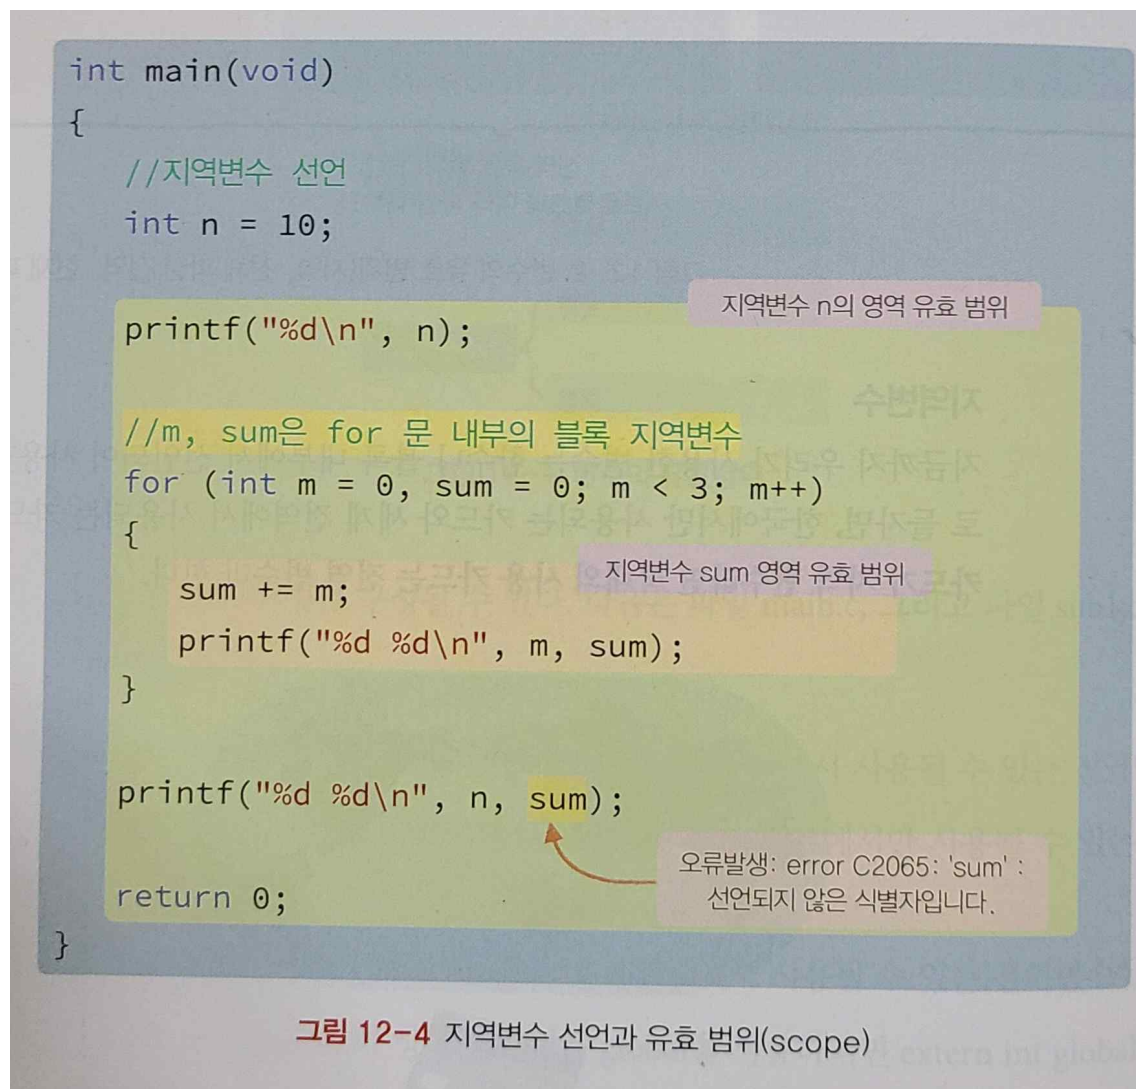 int main(void)
{
//지역변수 선언
int n = 10;
지역변수 n의 영역 유효 범위
printf("%d\n", n);
//m, sum은 for 문 내부의 블록 지역변수
for (int m = 0, sum = 0; m < 3; m++)
{
지역변수 sum 영역 유효 범위
sum += m;
printf("%d %d\n", m, sum);
}
printf("%d %d\n", n, sum);
오류발생: error C2065: 'sum' :
선언되지 않은 식별자입니다.
return 0;
}
그림 12-4 지역변수 선언과 유효 범위(scope)